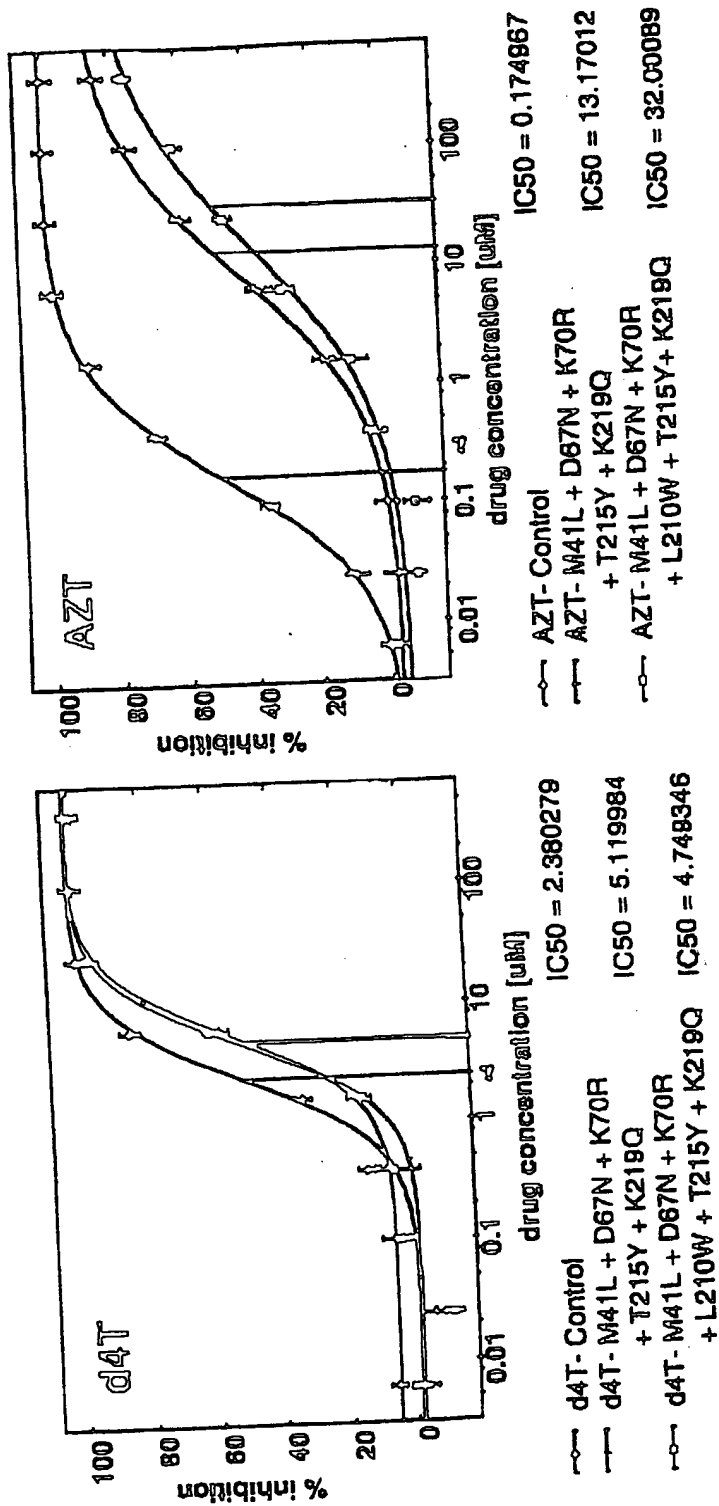 d4T
% inhibition
100
80
60
40
20
0
0.01
0.1
1
10
100
drug concentration [uM]
d4T- Control IC50 = 2.380279
d4T- M41L + D67N + K70R
+ T215Y + K219Q IC50 = 5.119984
d4T- M41L + D67N + K70R
+ L210W + T215Y + K219Q IC50 = 4.748346
AZT
% inhibition
100
80
60
40
20
0
0.01
0.1
1
10
100
drug concentration [uM]
AZT- Control IC50 = 0.174967
AZT- M41L + D67N + K70R
+ T215Y + K219Q IC50 = 13.17012
AZT- M41L + D67N + K70R
+ L210W + T215Y+ K219Q IC50 = 32.00089